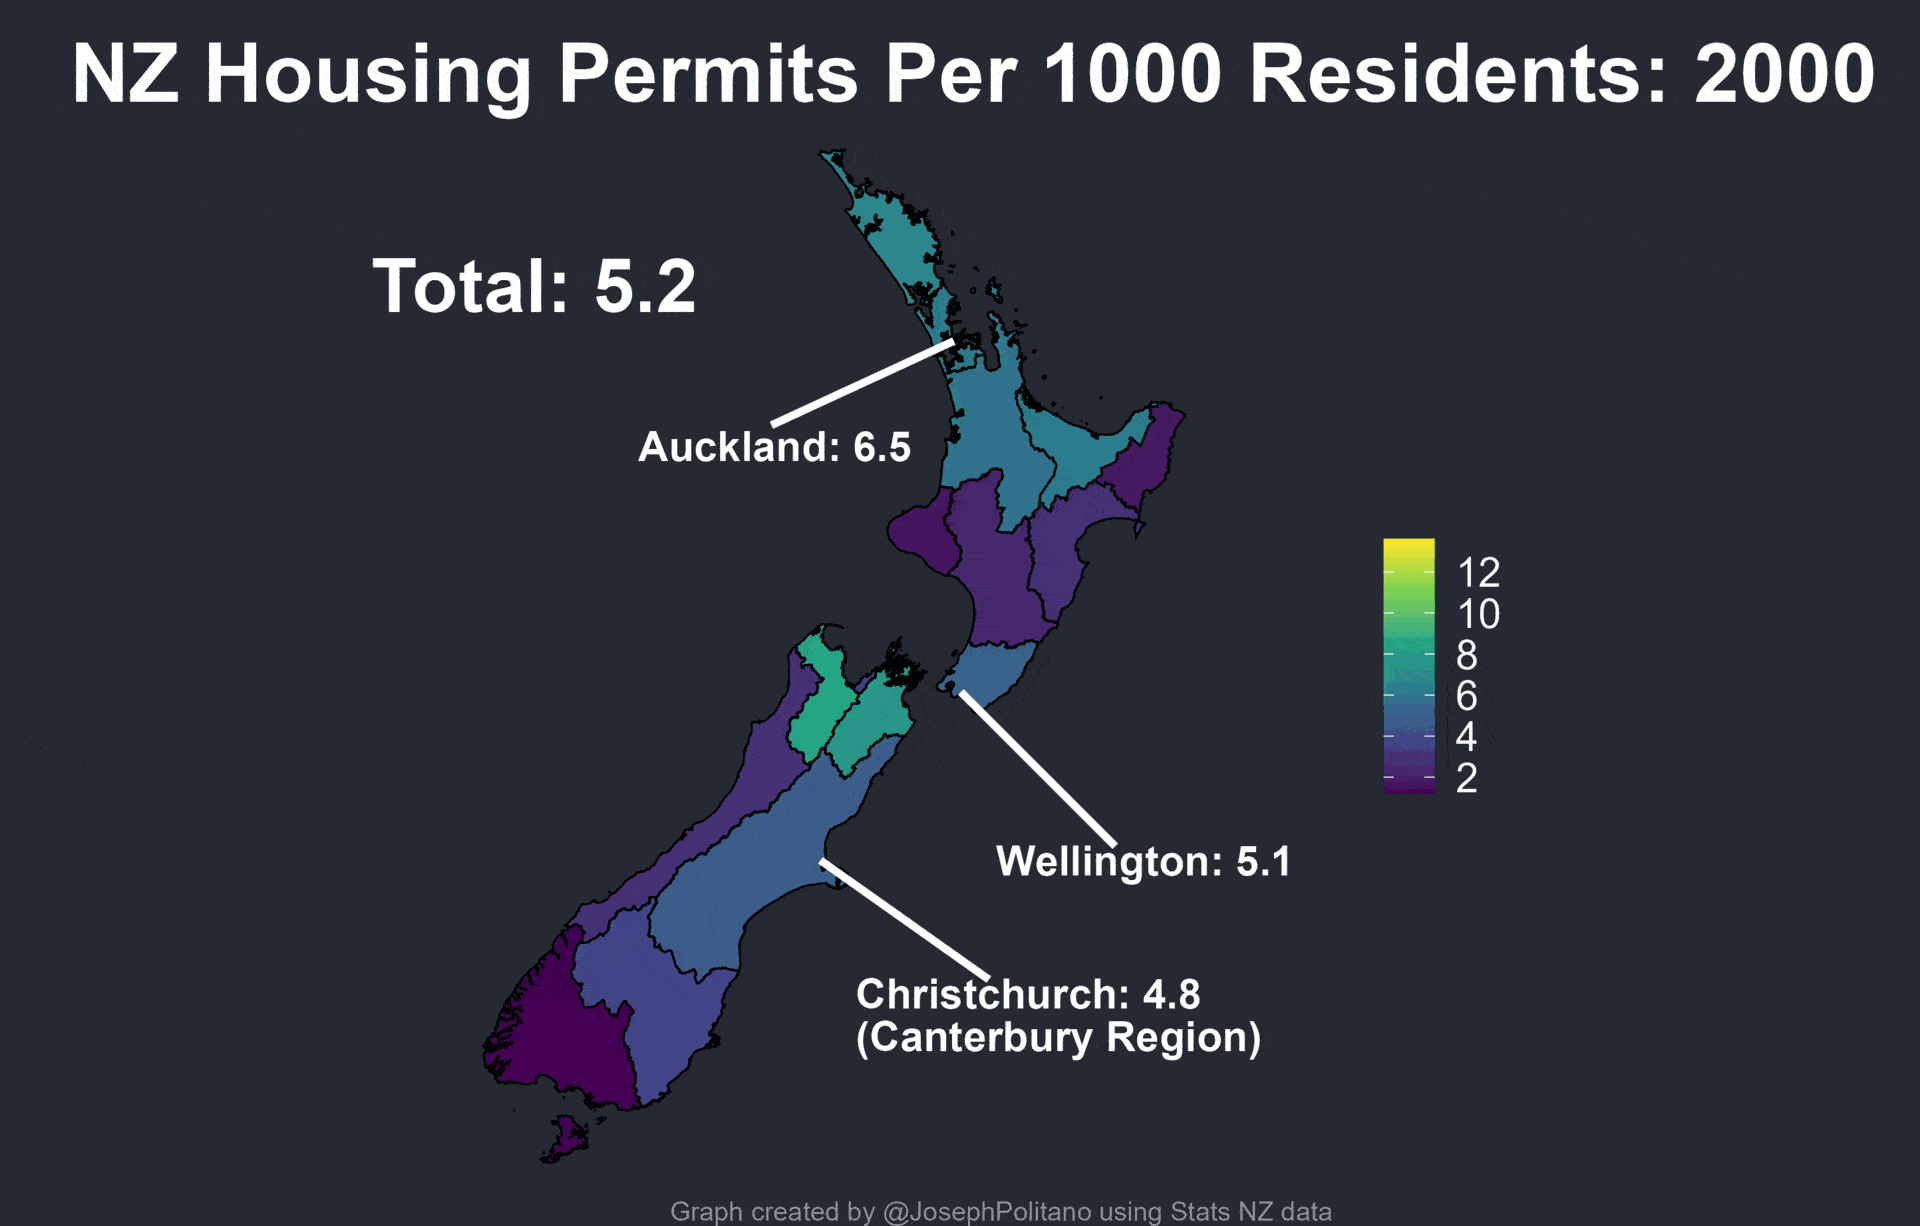 NZ Housing Permits Per 1000 Residents: 2000
Total: 5.2
Auckland: 6.5
12
10
8
6
4
2
Wellington: 5.1
Christchurch: 4.8
(Canterbury Region)
Graph created by @JosephPolitano using Stats NZ data